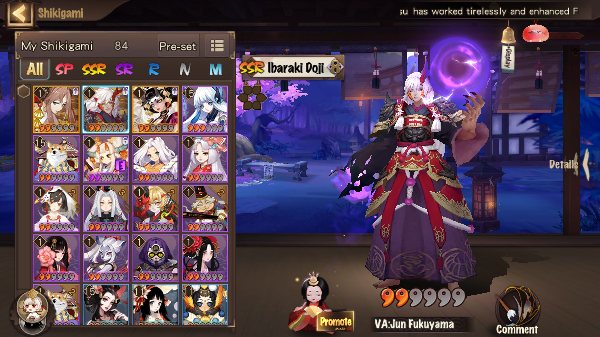 Shikigami
su has worked tirelessly and enhanced F
My Shikigami 84 Pre-set
All SP SSR SR R N M
SSR Ibaraki Doji
Details
Promote
VA:Jun Fukuyama
Comment